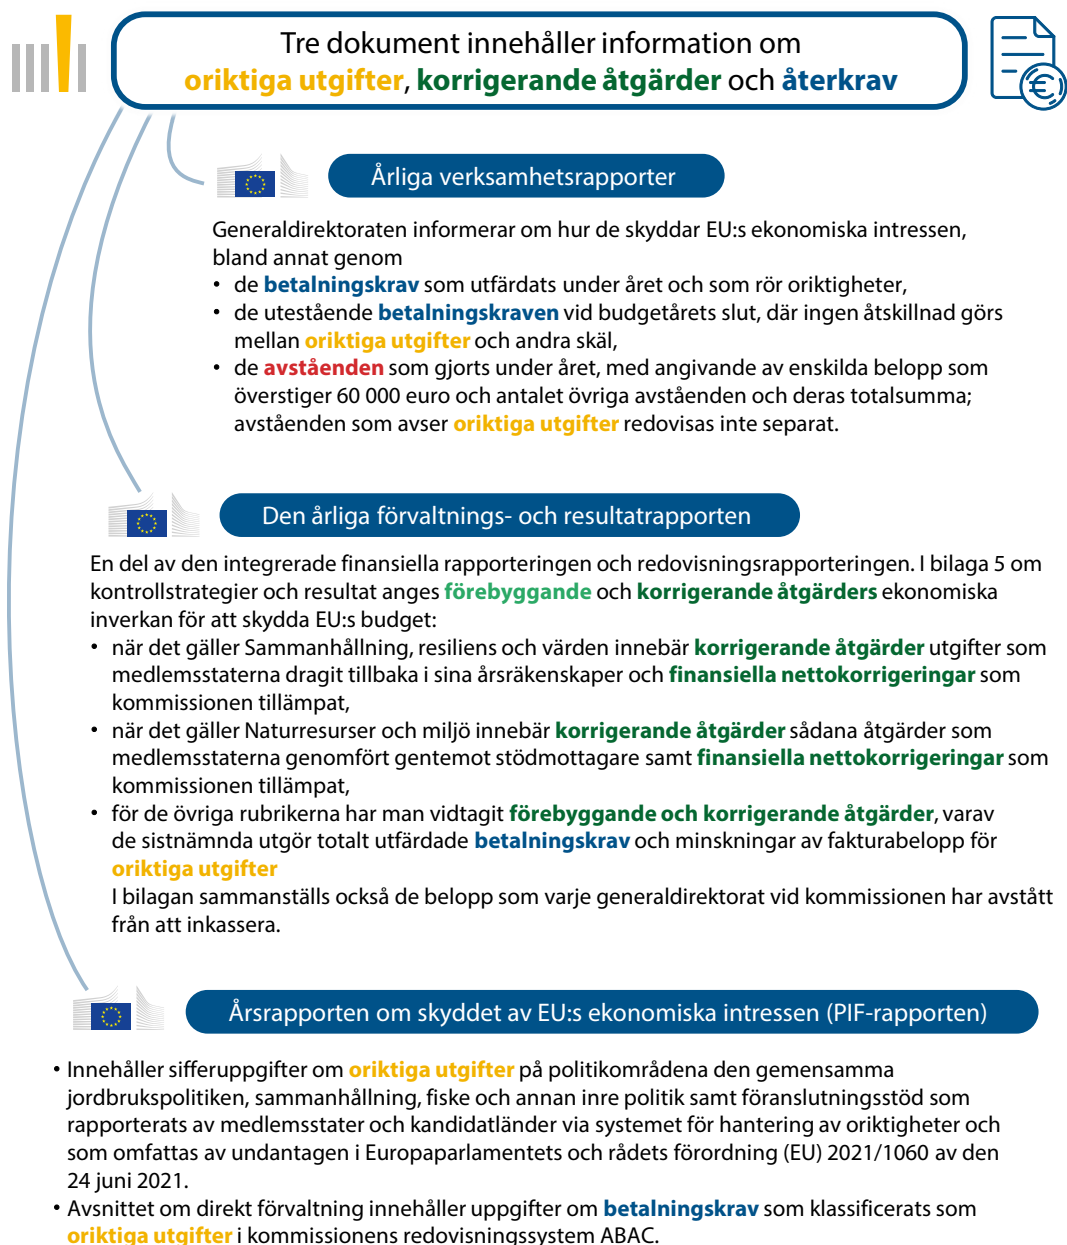 Tre dokument innehåller information om
oriktiga utgifter, korrigerande åtgärder och återkrav
Årliga verksamhetsrapporter
Generaldirektoraten informerar om hur de skyddar EU:s ekonomiska intressen,
bland annat genom
• de betalningskrav som utfärdats under året och som rör oriktigheter,
• de utestående betalningskraven vid budgetårets slut, där ingen åtskillnad görs
mellan oriktiga utgifter och andra skäl,
• de avståenden som gjorts under året, med angivande av enskilda belopp som
överstiger 60 000 euro och antalet övriga avståenden och deras totalsumma;
avståenden som avser oriktiga utgifter redovisas inte separat.
Den årliga förvaltnings- och resultatrapporten
En del av den integrerade finansiella rapporteringen och redovisningsrapporteringen. I bilaga 5 om
kontrollstrategier och resultat anges förebyggande och korrigerande åtgärders ekonomiska
inverkan för att skydda EU:s budget:
• när det gäller Sammanhållning, resiliens och värden innebär korrigerande åtgärder utgifter som
medlemsstaterna dragit tillbaka i sina årsräkenskaper och finansiella nettokorrigeringar som
kommissionen tillämpat,
• när det gäller Naturresurser och miljö innebär korrigerande åtgärder sådana åtgärder som
medlemsstaterna genomfört gentemot stödmottagare samt finansiella nettokorrigeringar som
kommissionen tillämpat,
• för de övriga rubrikerna har man vidtagit förebyggande och korrigerande åtgärder, varav
de sistnämnda utgör totalt utfärdade betalningskrav och minskningar av fakturabelopp för
oriktiga utgifter
I bilagan sammanställs också de belopp som varje generaldirektorat vid kommissionen har avstått
från att inkassera.
Årsrapporten om skyddet av EU:s ekonomiska intressen (PIF-rapporten)
• Innehåller sifferuppgifter om oriktiga utgifter på politikområdena den gemensamma
jordbrukspolitiken, sammanhållning, fiske och annan inre politik samt föranslutningsstöd som
rapporterats av medlemsstater och kandidatländer via systemet för hantering av oriktigheter och
som omfattas av undantagen i Europaparlamentets och rådets förordning (EU) 2021/1060 av den
24 juni 2021.
• Avsnittet om direkt förvaltning innehåller uppgifter om betalningskrav som klassificerats som
oriktiga utgifter i kommissionens redovisningssystem ABAC.